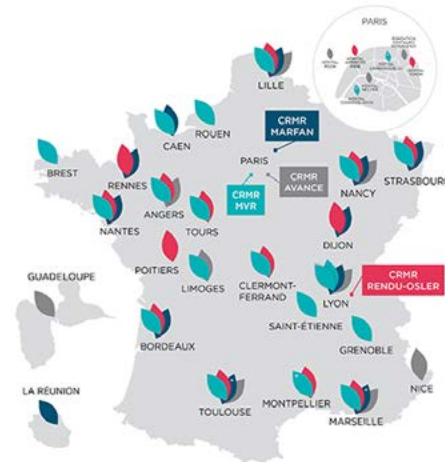 PARIS
LILLE
CRMR
MARFAN
ROUEN
CAEN
PARIS
BREST
RENNES
CRMR
MVR
CRMR
AVANCE
NANCY
STRASBOURG
NANTES
ANGERS
TOURS
DIJON
POITIERS
LIMOGES
CLERMONT-
FERRAND
LYON
CRMR
RENDU-OSLER
GUADELOUPE
SAINT-ÉTIENNE
GRENOBLE
BORDEAUX
LA RÉUNION
NICE
TOULOUSE
MONTPELLIER
MARSEILLE